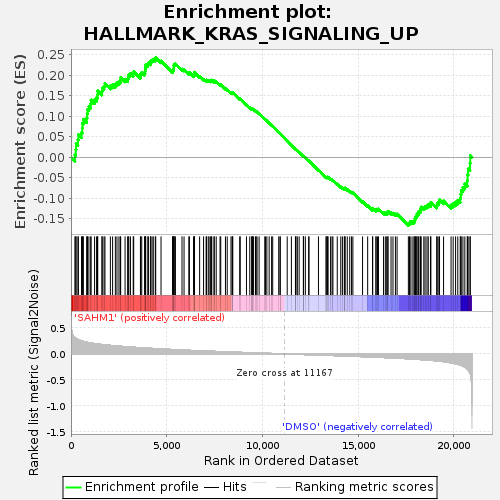 Enrichment plot:
HALLMARK_KRAS_SIGNALING_UP
Enrichment score (ES)
0.25
0.20
0.15
0.10
0.05
0.00
-0.05
-0.10
-0.15
'SAHM1' (positively correlated)
Ranked list metric (Signal2Noise)
0.5
0.0
-0.5
-1.0
-1.5
Zero cross at 11167
'DMSO' (negatively correlated)
0
5,000
10,000
15,000
20,000
Rank in Ordered Dataset
Enrichment profile
Hits
Ranking metric scores